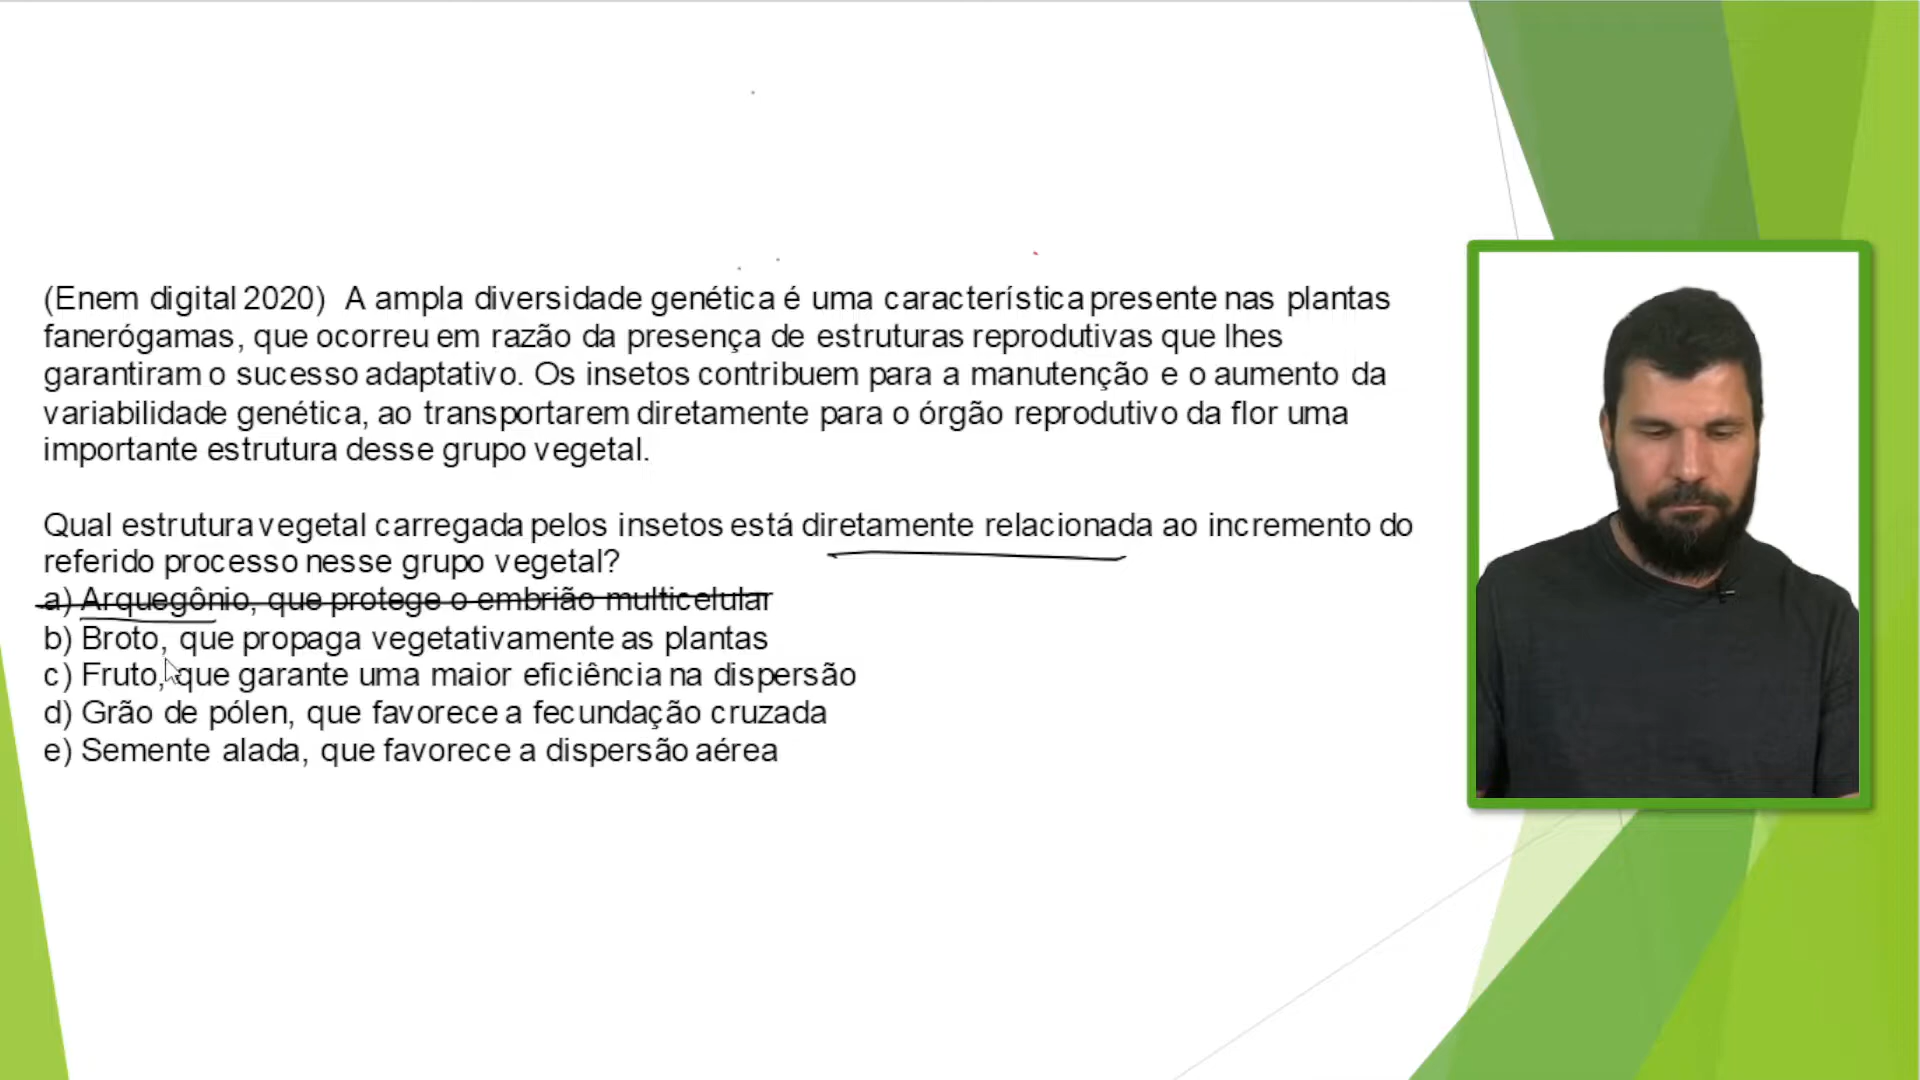 (Enem digital 2020) A ampla diversidade genética é uma característica presente nas plantas
fanerógamas, que ocorreu em razão da presença de estruturas reprodutivas que lhes
garantiram o sucesso adaptativo. Os insetos contribuem para a manutenção e o aumento da
variabilidade genética, ao transportarem diretamente para o órgão reprodutivo da flor uma
importante estrutura desse grupo vegetal.
Qual estrutura vegetal carregada pelos insetos está diretamente relacionada ao incremento do
referido processo nesse grupo vegetal?
a) Arquegônio, que protege o embrião multicelular
b) Broto, que propaga vegetativamente as plantas
c) Fruto, que garante uma maior eficiência na dispersão
d) Grão de pólen, que favorece a fecundação cruzada
e) Semente alada, que favorece a dispersão aérea